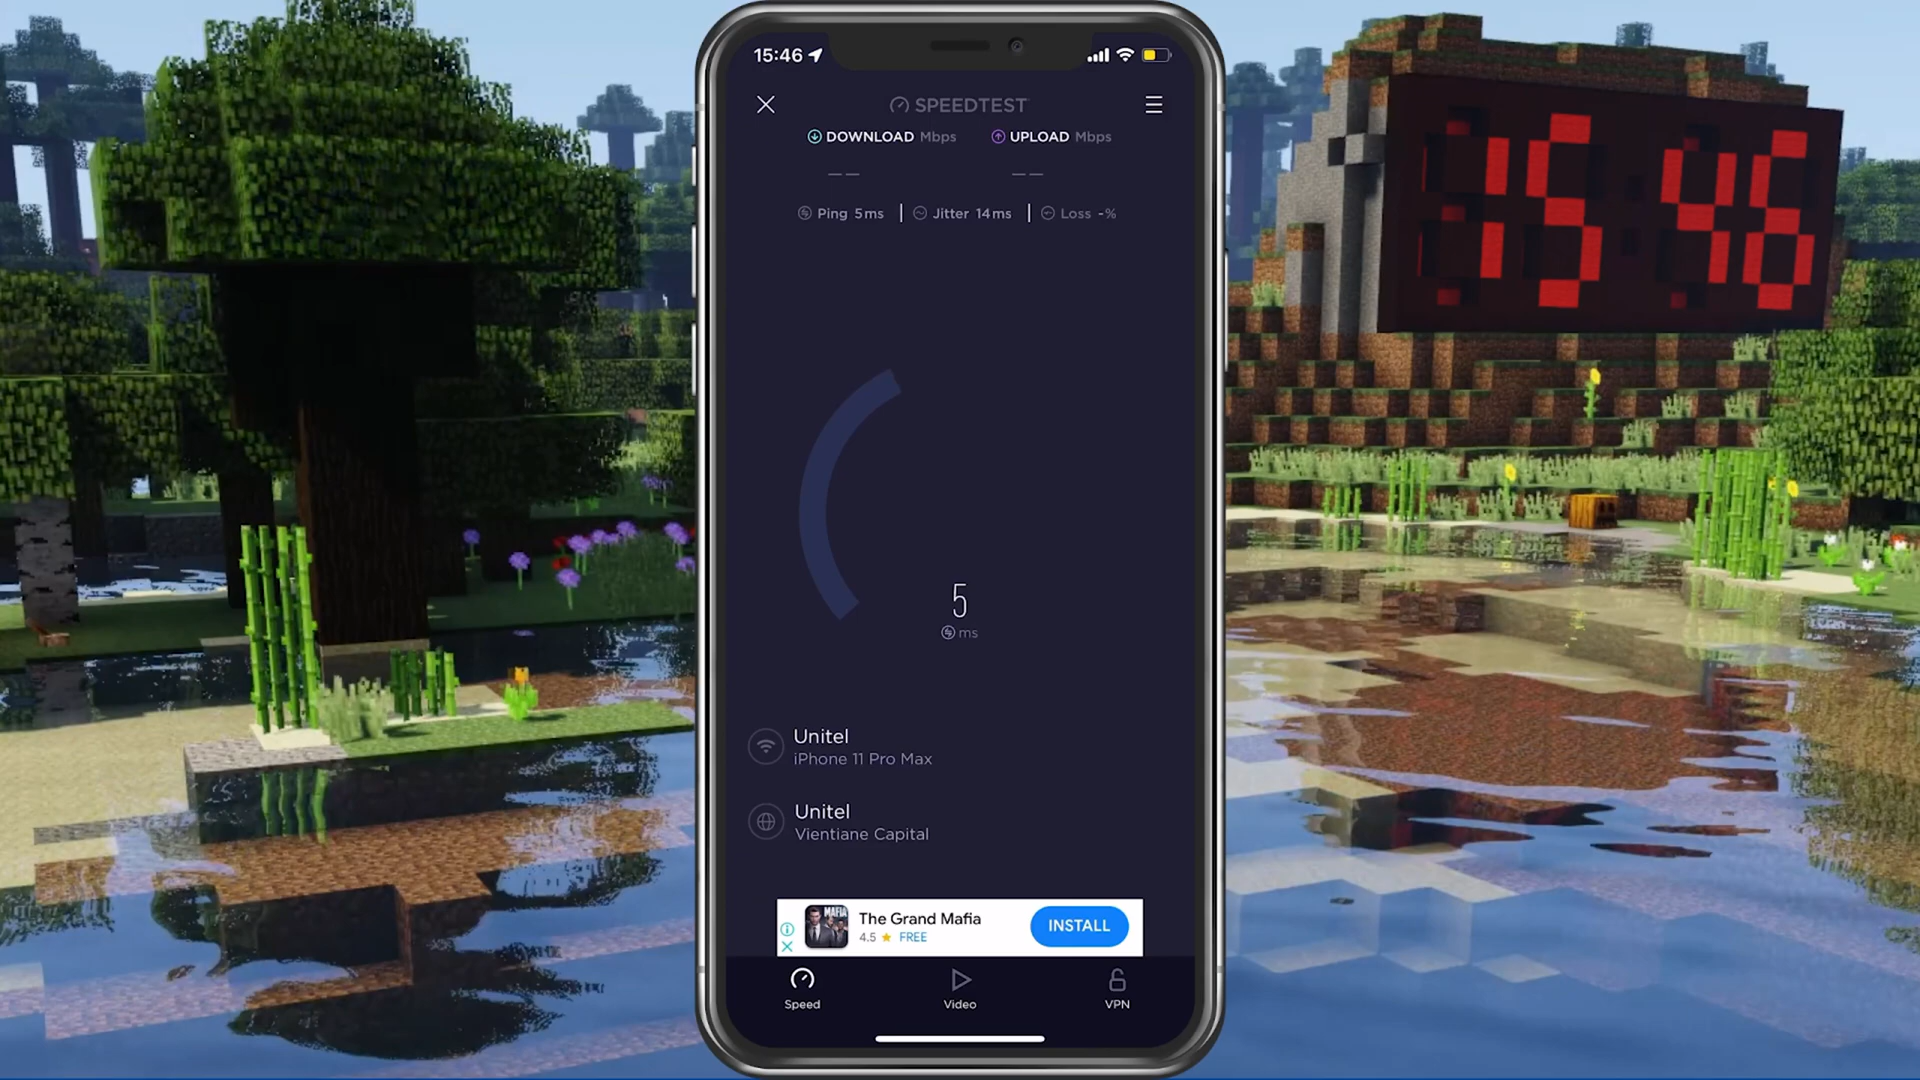 15:46
SPEEDTEST
DOWNLOAD Mbps UPLOAD Mbps
— — — —
Ping 5ms | Jitter 14ms | Loss -%
15:46
5
ms
Unitel
iPhone 11 Pro Max
Unitel
Vientiane Capital
MAFIA
The Grand Mafia
4.5 ★ FREE
INSTALL
Speed Video VPN